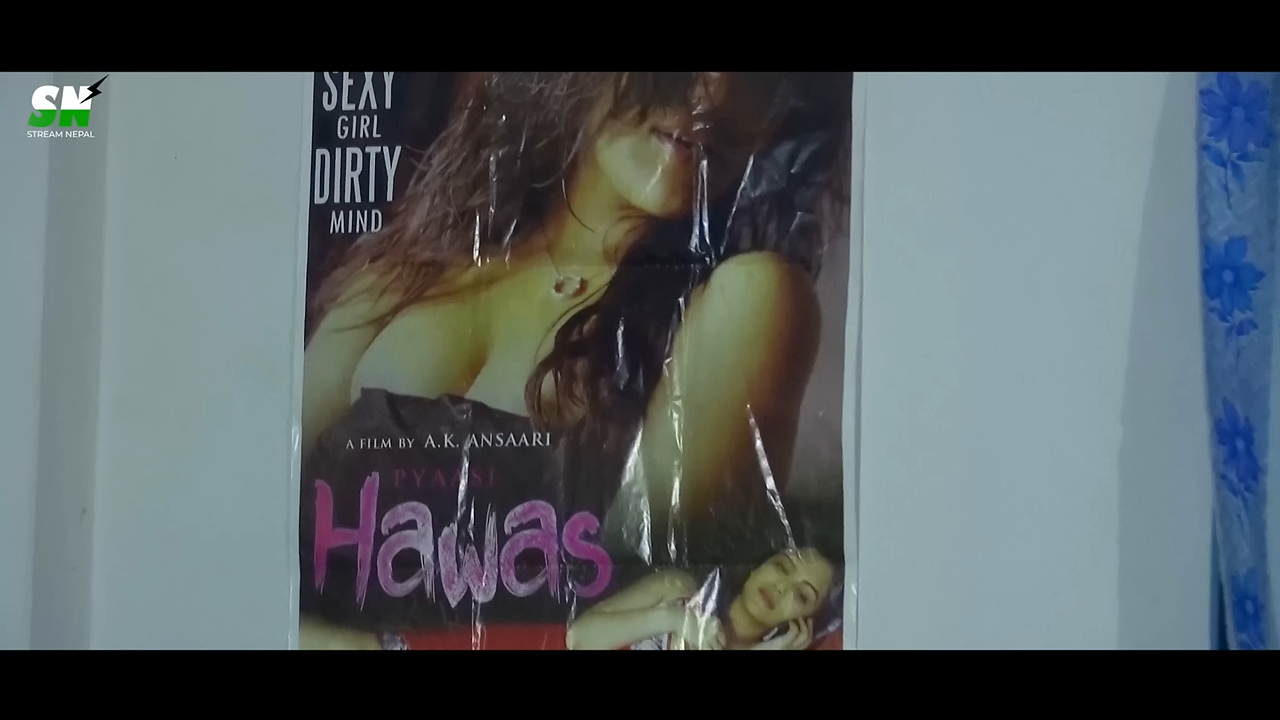 SN
STREAM NEPAL
SEXY
GIRL
DIRTY
MIND
A FILM BY A.K. ANSAARI
PYAASI
Hawas